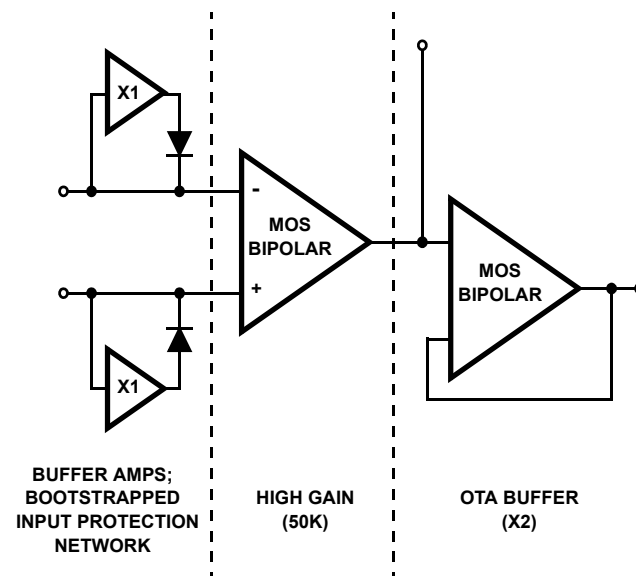 X1
-
MOS
BIPOLAR
+
MOS
BIPOLAR
X1
BUFFER AMPS;
BOOTSTRAPPED
INPUT PROTECTION
NETWORK
HIGH GAIN
(50K)
OTA BUFFER
(X2)